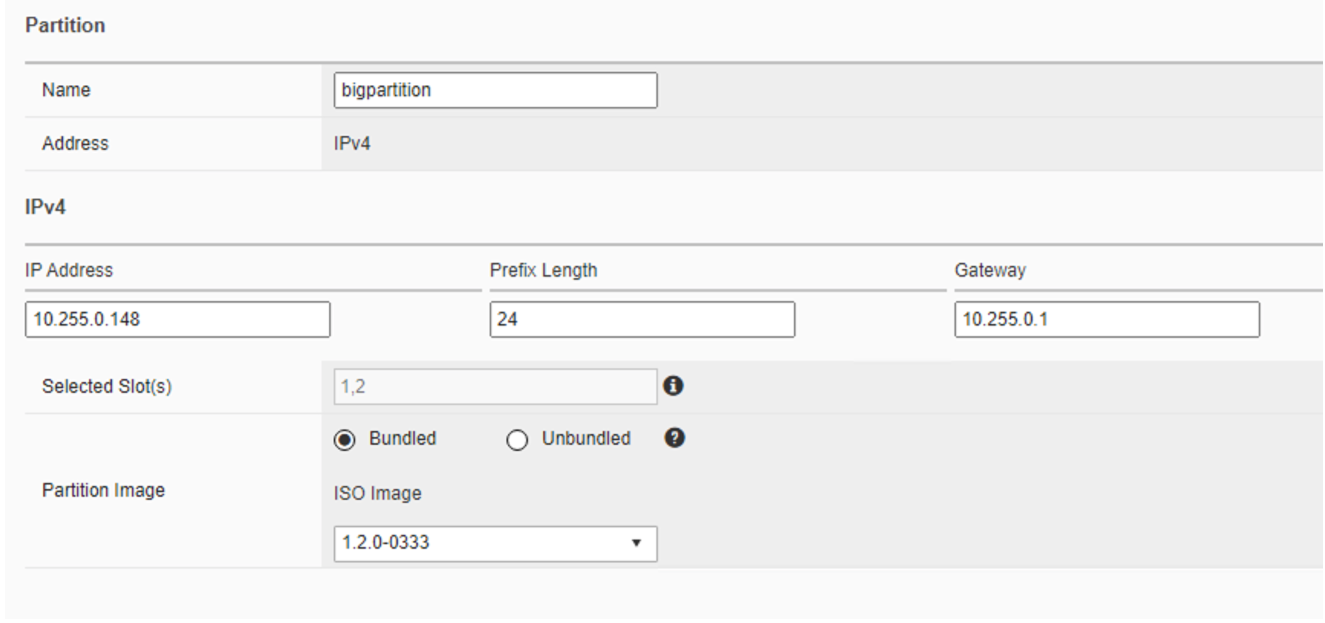 Partition
Name bigpartition
Address IPv4
IPv4
IP Address Prefix Length Gateway
10.255.0.148 24 10.255.0.1
Selected Slot(s) 1,2
Bundled Unbundled
Partition Image
ISO Image
1.2.0-0333